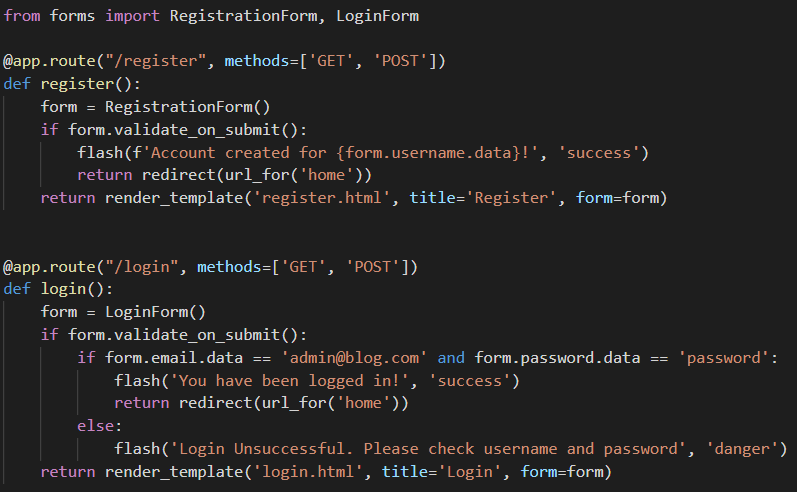 from forms import RegistrationForm, LoginForm
@app.route("/register", methods=['GET', 'POST'])
def register():
    form = RegistrationForm()
    if form.validate_on_submit():
        flash(f'Account created for {form.username.data}!', 'success')
        return redirect(url_for('home'))
    return render_template('register.html', title='Register', form=form)
@app.route("/login", methods=['GET', 'POST'])
def login():
    form = LoginForm()
    if form.validate_on_submit():
        if form.email.data == 'admin@blog.com' and form.password.data == 'password':
            flash('You have been logged in!', 'success')
            return redirect(url_for('home'))
        else:
            flash('Login Unsuccessful. Please check username and password', 'danger')
    return render_template('login.html', title='Login', form=form)